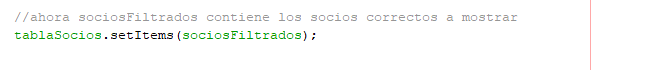 //ahora sociosFiltrados contiene los socios correctos a mostrar
tablaSocios.setItems(sociosFiltrados);